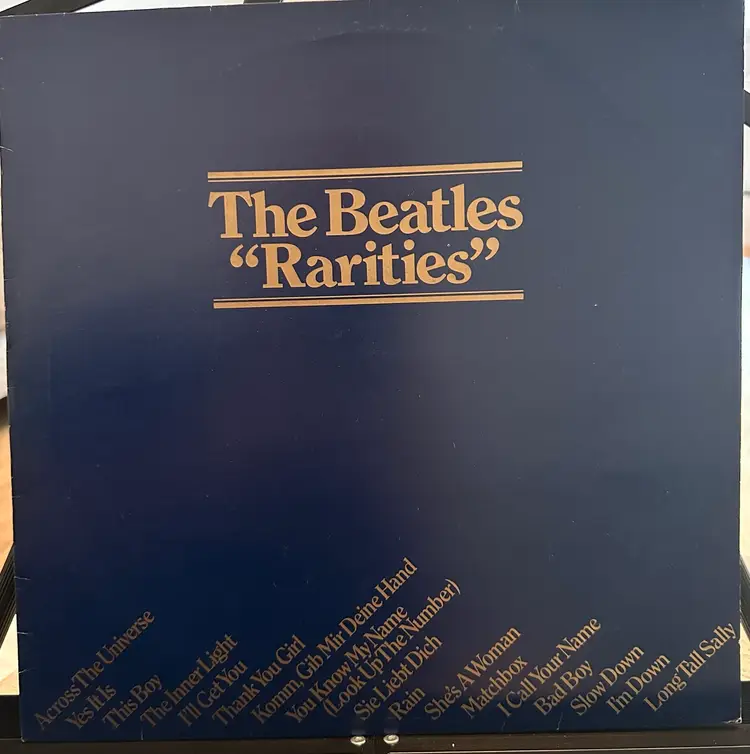 The Beatles
“Rarities”
Across The Universe
Yes It Is
This Boy
The Inner Light
I'll Get You
Thank You Girl
Komm, Gib Mir Deine Hand
You Know My Name
(Look Up The Number)
Sie Liebt Dich
Rain
She's A Woman
Matchbox
I Call Your Name
Bad Boy
Slow Down
I'm Down
Long Tall Sally